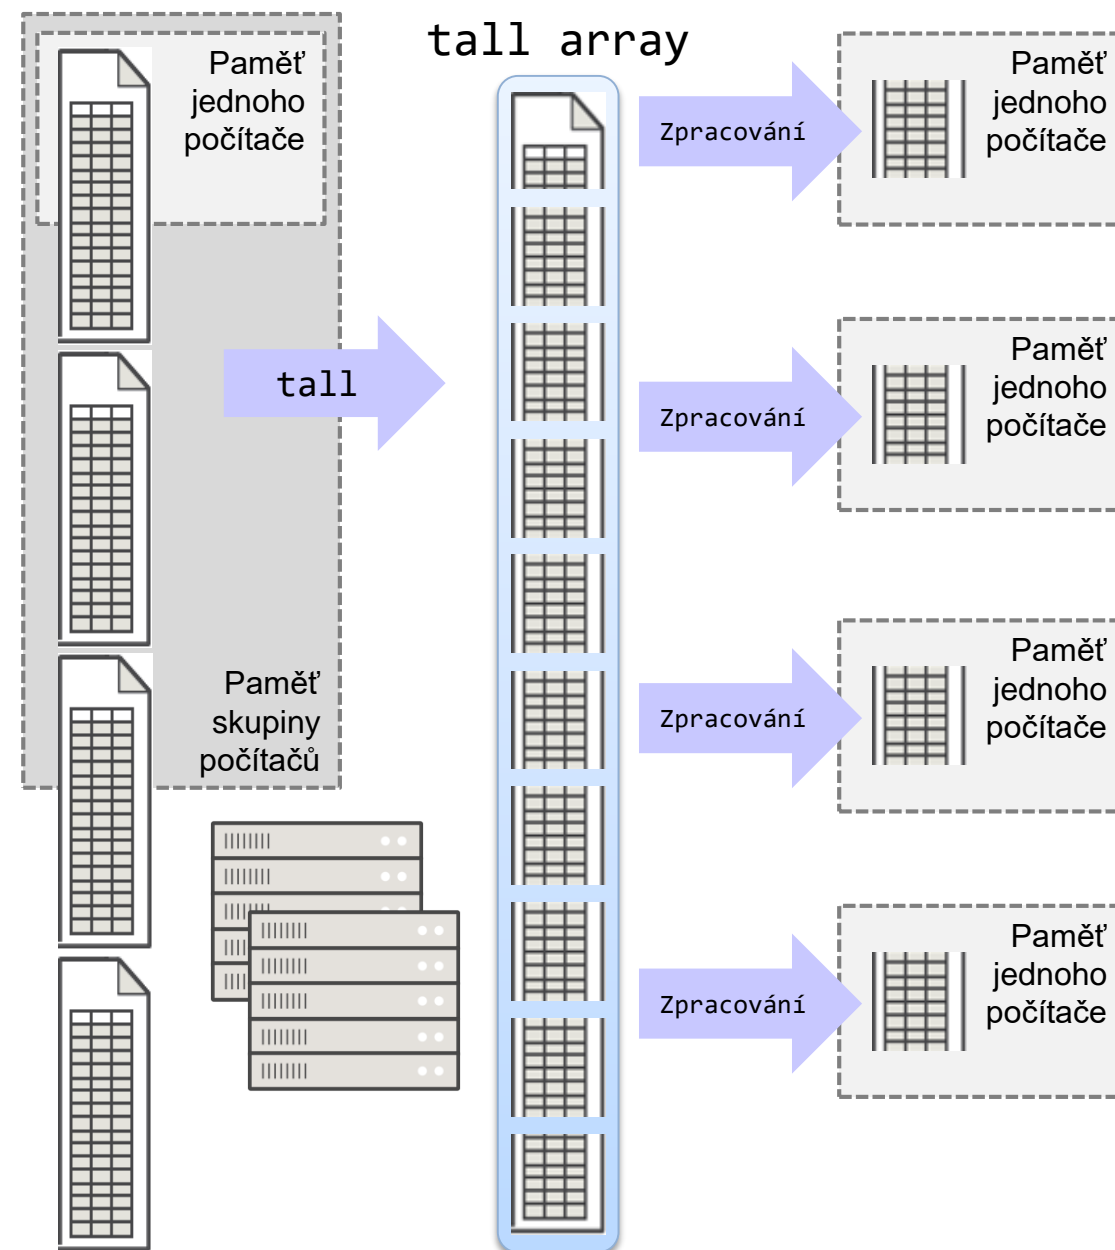 tall array
Paměť
jednoho
počítače
tall
Paměť
skupiny
počítačů
Zpracování
Paměť
jednoho
počítače
Zpracování
Paměť
jednoho
počítače
Zpracování
Paměť
jednoho
počítače
Zpracování
Paměť
jednoho
počítače